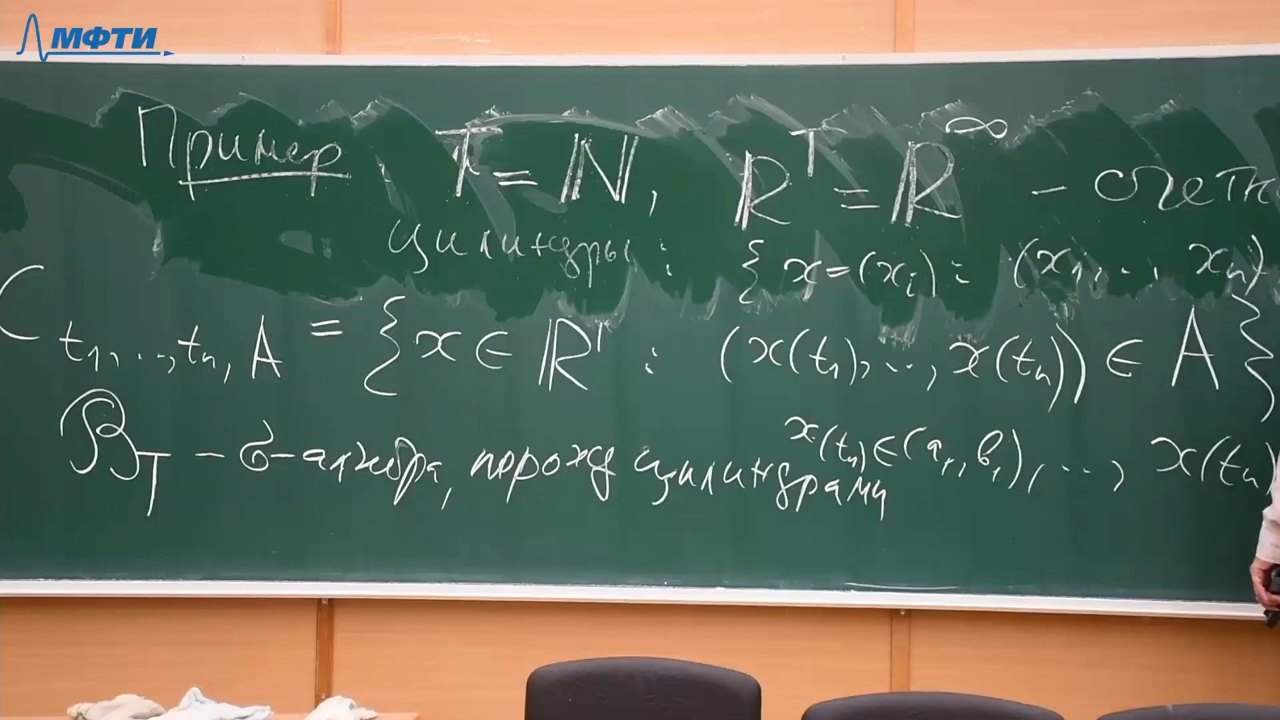 МФТИ
Пример T = ℕ, ℝ^T = ℝ^∞ –
цилиндры: {x=(x_i): (x_1,.., x_n)
C_{t_1,..,t_n, A} = {x ∈ ℝ^T : (x(t_1),.., x(t_n)) ∈ A}
x(t_1)∈(a_1, b_1), ..., x(t_n)
𝓑_T – σ-алгебра, порожд цилиндрами